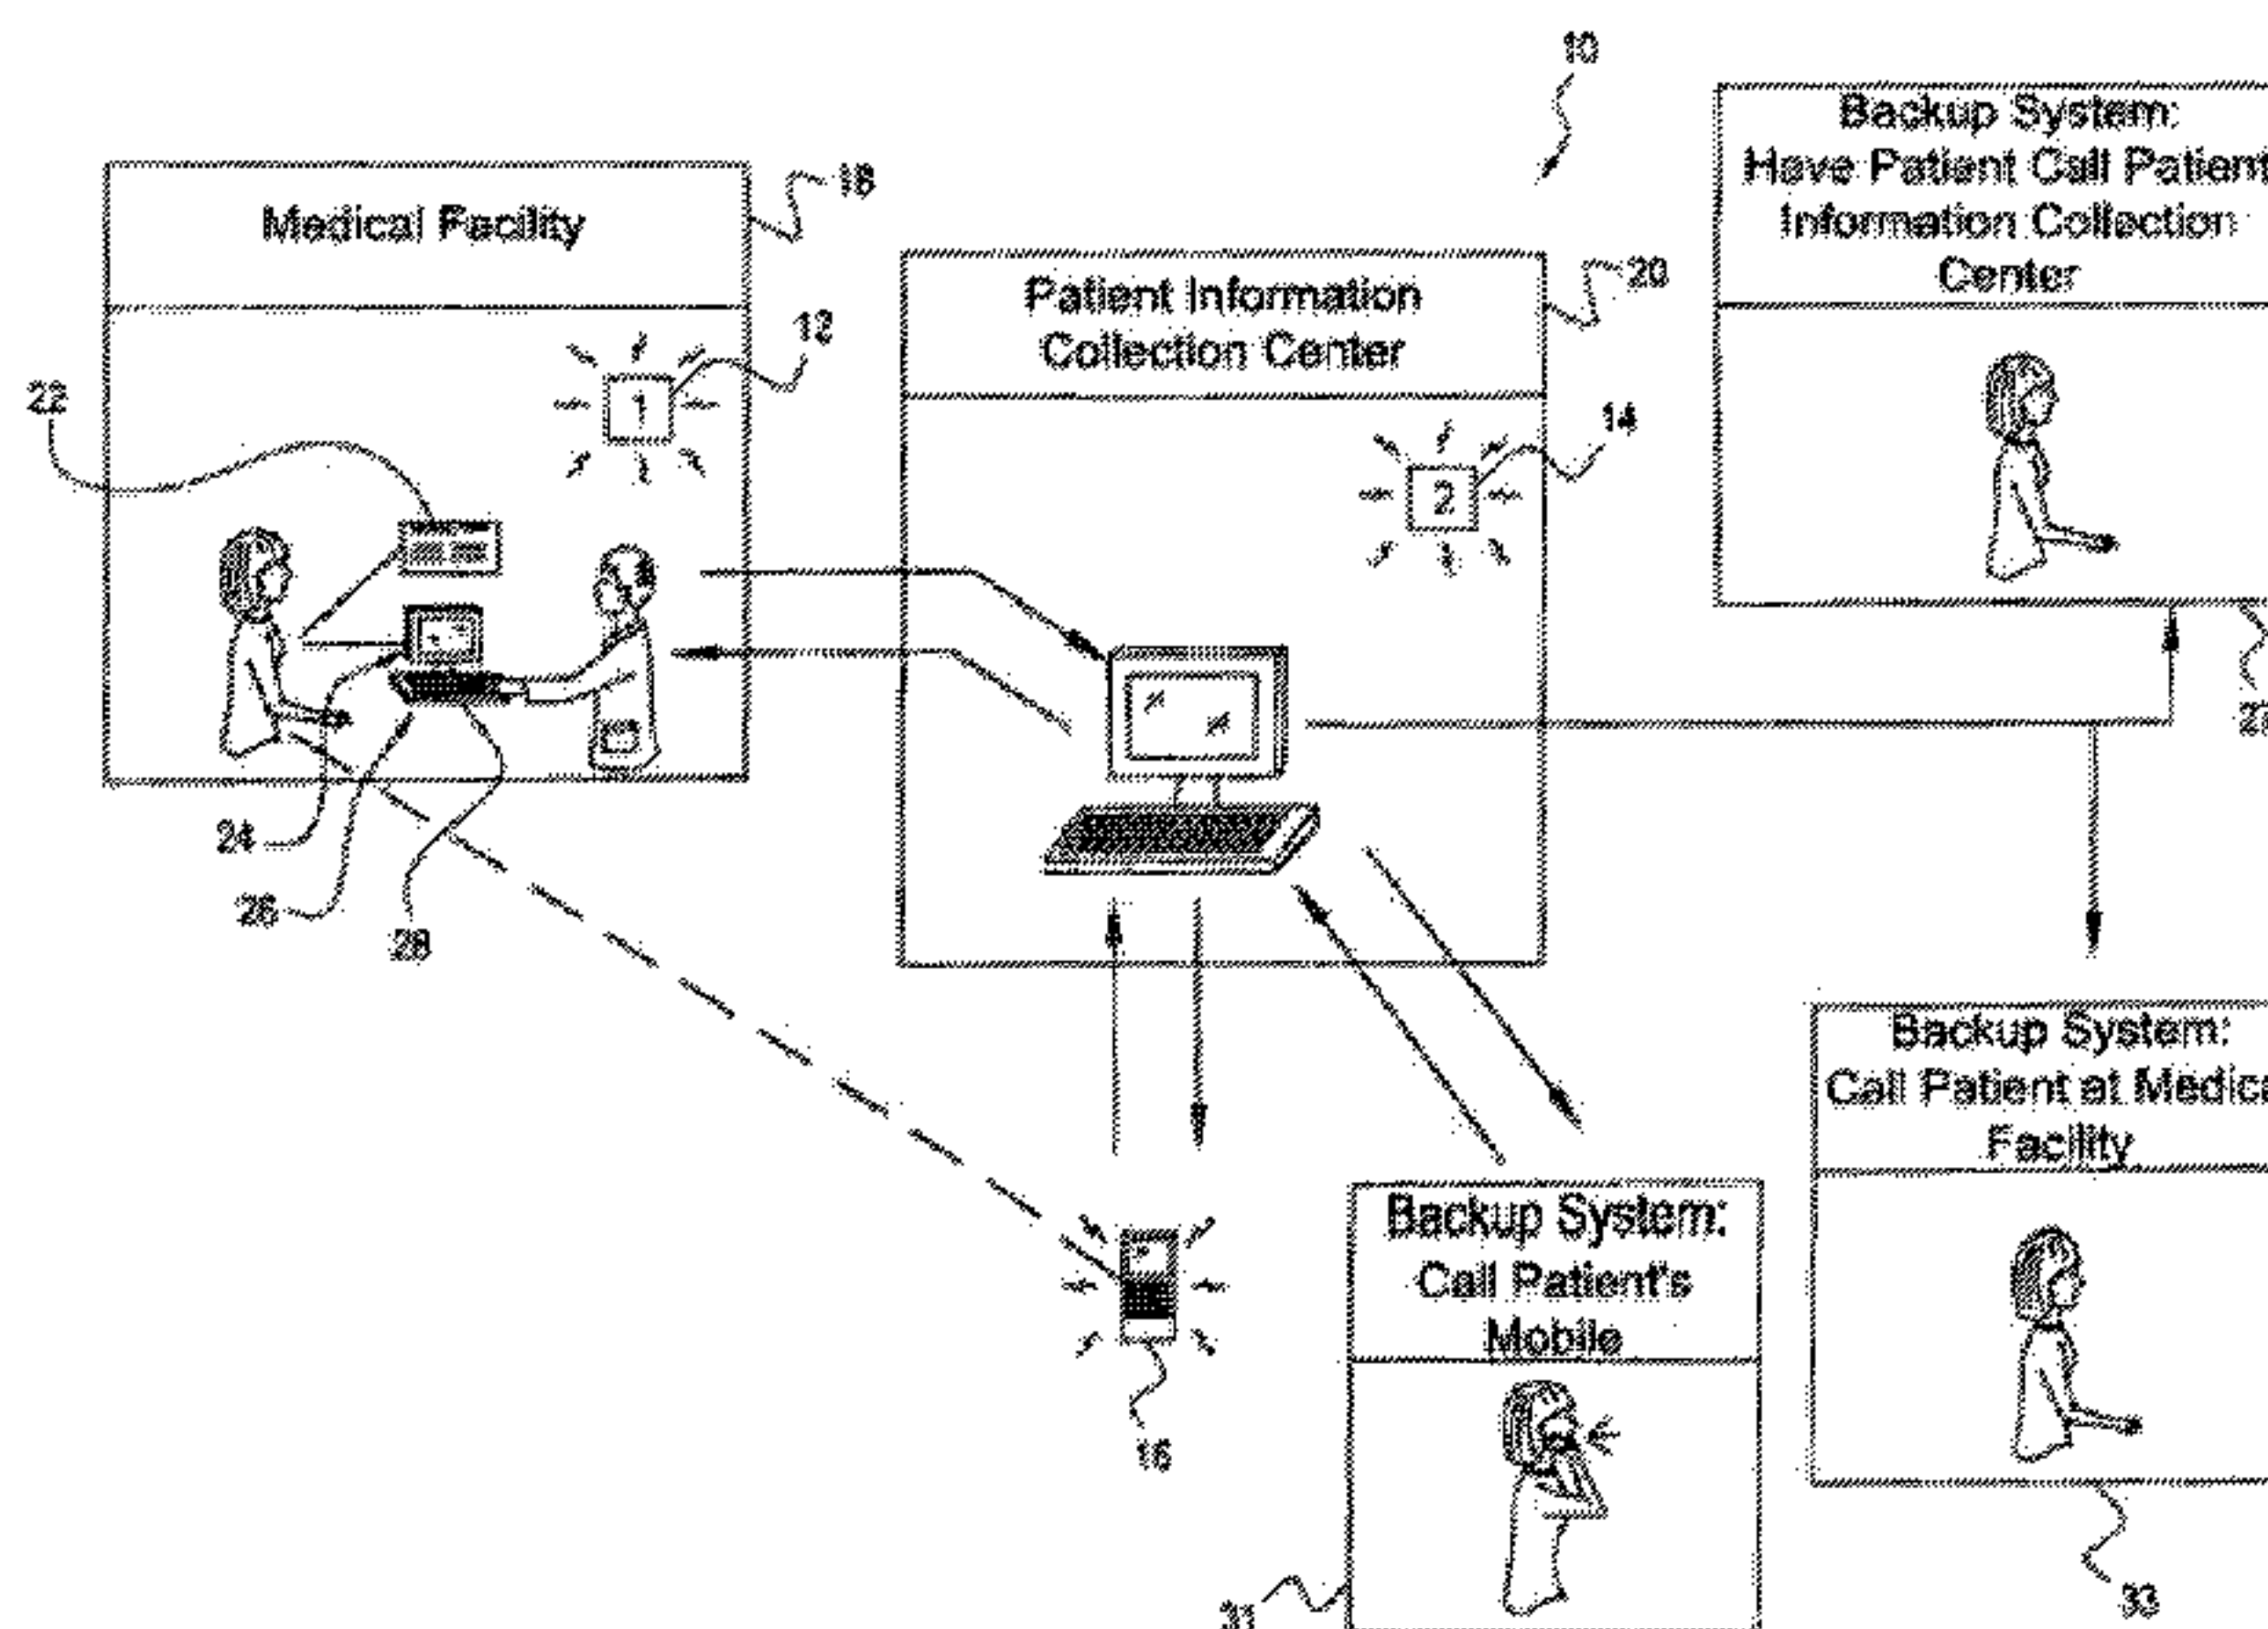 10
Backup System:
Have Patient Call Patient
Information Collection
Center
Medical Facility
18
Patient Information
Collection Center
20
12
1
22
14
2
24
26
28
Backup System:
Call Patient at
Facility
Backup System:
Call Patient's
Mobile
16
31
33